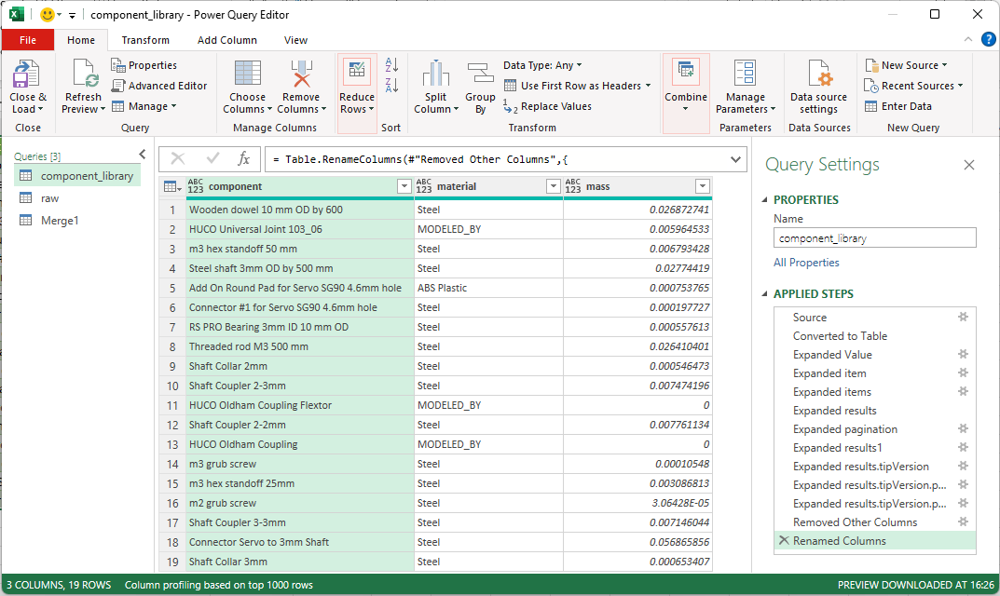 component_library - Power Query Editor
File Home Transform Add Column View
Close & Load
Close
Refresh Preview
Properties
Advanced Editor
Manage
Query
Choose Columns
Remove Columns
Manage Columns
Reduce Rows
A Z
Z A
Sort
Split Column
Group By
Data Type: Any
Use First Row as Headers
1 2 Replace Values
Transform
Combine
Manage Parameters
Parameters
Data source settings
Data Sources
New Source
Recent Sources
Enter Data
New Query
Queries [3]
component_library
raw
Merge1
fx = Table.RenameColumns(#"Removed Other Columns",{
ABC 123 component ABC 123 material ABC 123 mass
1 Wooden dowel 10 mm OD by 600 Steel 0.026872741
2 HUCO Universal Joint 103_06 MODELED_BY 0.005964533
3 m3 hex standoff 50 mm Steel 0.006793428
4 Steel shaft 3mm OD by 500 mm Steel 0.02774419
5 Add On Round Pad for Servo SG90 4.6mm hole ABS Plastic 0.000753765
6 Connector #1 for Servo SG90 4.6mm hole Steel 0.000197727
7 RS PRO Bearing 3mm ID 10 mm OD Steel 0.000557613
8 Threaded rod M3 500 mm Steel 0.026410401
9 Shaft Collar 2mm Steel 0.000546473
10 Shaft Coupler 2-3mm Steel 0.007474196
11 HUCO Oldham Coupling Flextor MODELED_BY 0
12 Shaft Coupler 2-2mm Steel 0.007761134
13 HUCO Oldham Coupling MODELED_BY 0
14 m3 grub screw Steel 0.00010548
15 m3 hex standoff 25mm Steel 0.003086813
16 m2 grub screw Steel 3.06428E-05
17 Shaft Coupler 3-3mm Steel 0.007146044
18 Connector Servo to 3mm Shaft Steel 0.056865856
19 Shaft Collar 3mm Steel 0.000653407
Query Settings
PROPERTIES
Name
component_library
All Properties
APPLIED STEPS
Source
Converted to Table
Expanded Value
Expanded item
Expanded items
Expanded results
Expanded pagination
Expanded results1
Expanded results.tipVersion
Expanded results.tipVersion.p...
Expanded results.tipVersion.p...
Removed Other Columns
Renamed Columns
3 COLUMNS, 19 ROWS Column profiling based on top 1000 rows PREVIEW DOWNLOADED AT 16:26